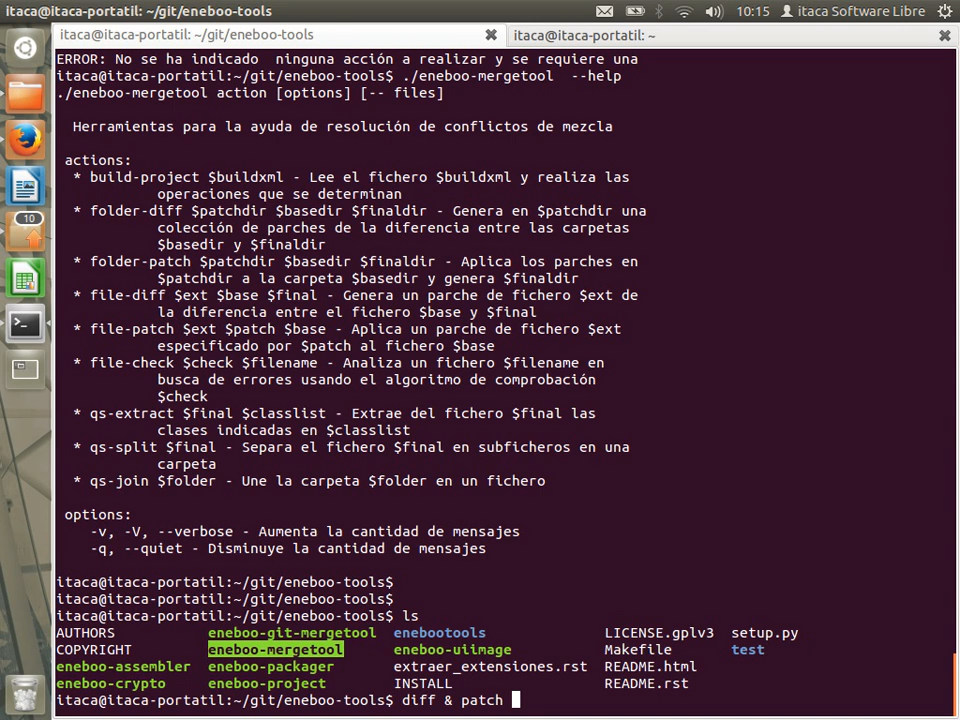 itaca@itaca-portatil: ~/git/eneboo-tools
10:15
itaca Software Libre
itaca@itaca-portatil: ~/git/eneboo-tools
itaca@itaca-portatil: ~
ERROR: No se ha indicado  ninguna acción a realizar y se requiere una
itaca@itaca-portatil:~/git/eneboo-tools$ ./eneboo-mergetool  --help
./eneboo-mergetool action [options] [-- files]
Herramientas para la ayuda de resolución de conflictos de mezcla
actions:
* build-project $buildxml - Lee el fichero $buildxml y realiza las
operaciones que se determinan
* folder-diff $patchdir $basedir $finaldir - Genera en $patchdir una
colección de parches de la diferencia entre las carpetas
$basedir y $finaldir
* folder-patch $patchdir $basedir $finaldir - Aplica los parches en
$patchdir a la carpeta $basedir y genera $finaldir
* file-diff $ext $base $final - Genera un parche de fichero $ext de
la diferencia entre el fichero $base y $final
* file-patch $ext $patch $base - Aplica un parche de fichero $ext
especificado por $patch al fichero $base
* file-check $check $filename - Analiza un fichero $filename en
busca de errores usando el algoritmo de comprobación
$check
* qs-extract $final $classlist - Extrae del fichero $final las
clases indicadas en $classlist
* qs-split $final - Separa el fichero $final en subficheros en una
carpeta
* qs-join $folder - Une la carpeta $folder en un fichero
options:
-v, -V, --verbose - Aumenta la cantidad de mensajes
-q, --quiet - Disminuye la cantidad de mensajes
itaca@itaca-portatil:~/git/eneboo-tools$
itaca@itaca-portatil:~/git/eneboo-tools$
itaca@itaca-portatil:~/git/eneboo-tools$ ls
AUTHORS eneboo-git-mergetool enebootools LICENSE.gplv3 setup.py
COPYRIGHT eneboo-mergetool eneboo-uiimage Makefile test
eneboo-assembler eneboo-packager extraer_extensiones.rst README.html
eneboo-crypto eneboo-project INSTALL README.rst
itaca@itaca-portatil:~/git/eneboo-tools$ diff & patch
10